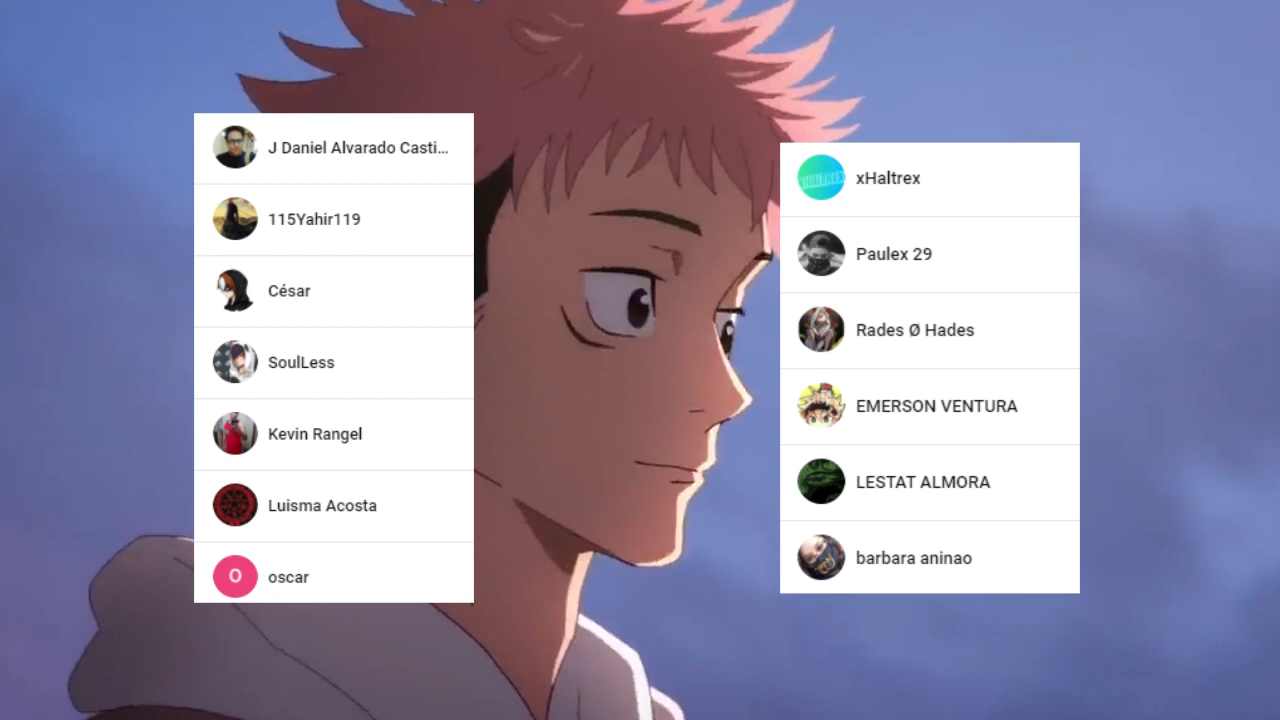 J Daniel Alvarado Casti...
115Yahir119
César
SoulLess
Kevin Rangel
Luisma Acosta
O
oscar
XHALTREX
xHaltrex
Paulex 29
Rades Ø Hades
EMERSON VENTURA
LESTAT ALMORA
barbara aninao